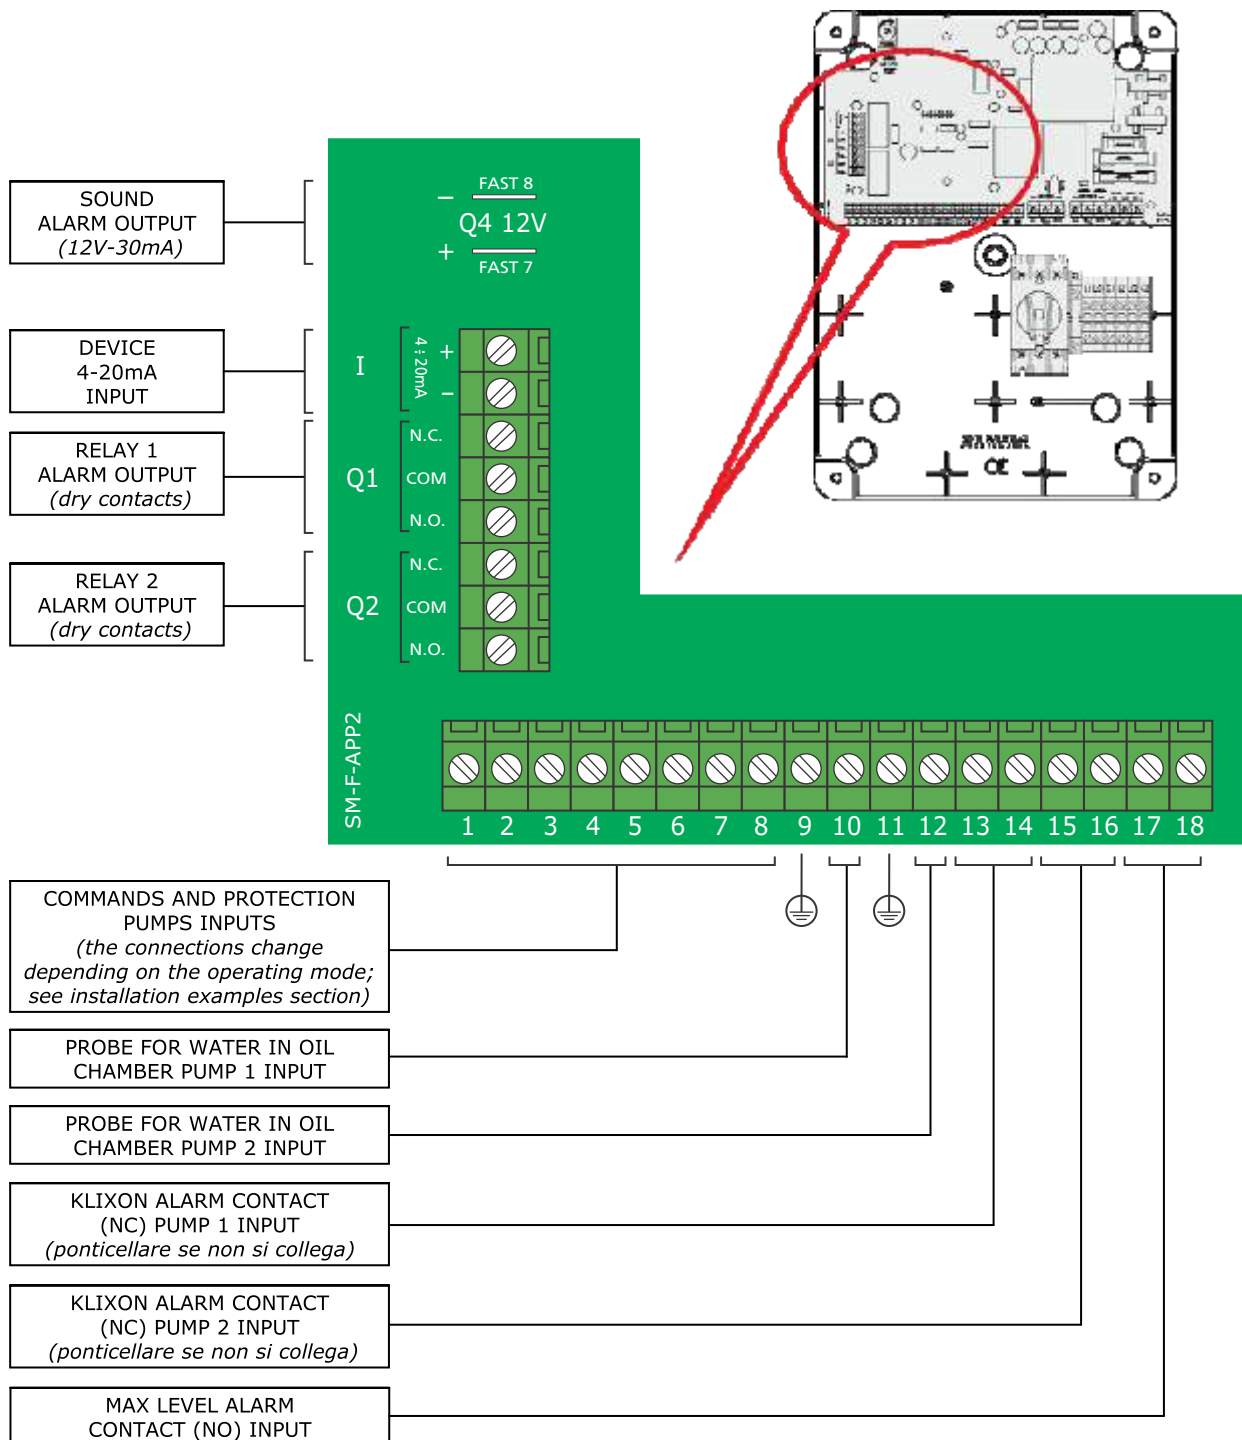 SOUND
ALARM OUTPUT
(12V-30mA)
DEVICE
4-20mA
INPUT
RELAY 1
ALARM OUTPUT
(dry contacts)
RELAY 2
ALARM OUTPUT
(dry contacts)
– FAST 8
Q4 12V
+ FAST 7
I
4÷20mA
+
–
Q1
N.C.
COM
N.O.
Q2
N.C.
COM
N.O.
SM-F-APP2
1 2 3 4 5 6 7 8 9 10 11 12 13 14 15 16 17 18
COMMANDS AND PROTECTION
PUMPS INPUTS
(the connections change
depending on the operating mode;
see installation examples section)
PROBE FOR WATER IN OIL
CHAMBER PUMP 1 INPUT
PROBE FOR WATER IN OIL
CHAMBER PUMP 2 INPUT
KLIXON ALARM CONTACT
(NC) PUMP 1 INPUT
(ponticellare se non si collega)
KLIXON ALARM CONTACT
(NC) PUMP 2 INPUT
(ponticellare se non si collega)
MAX LEVEL ALARM
CONTACT (NO) INPUT
CE